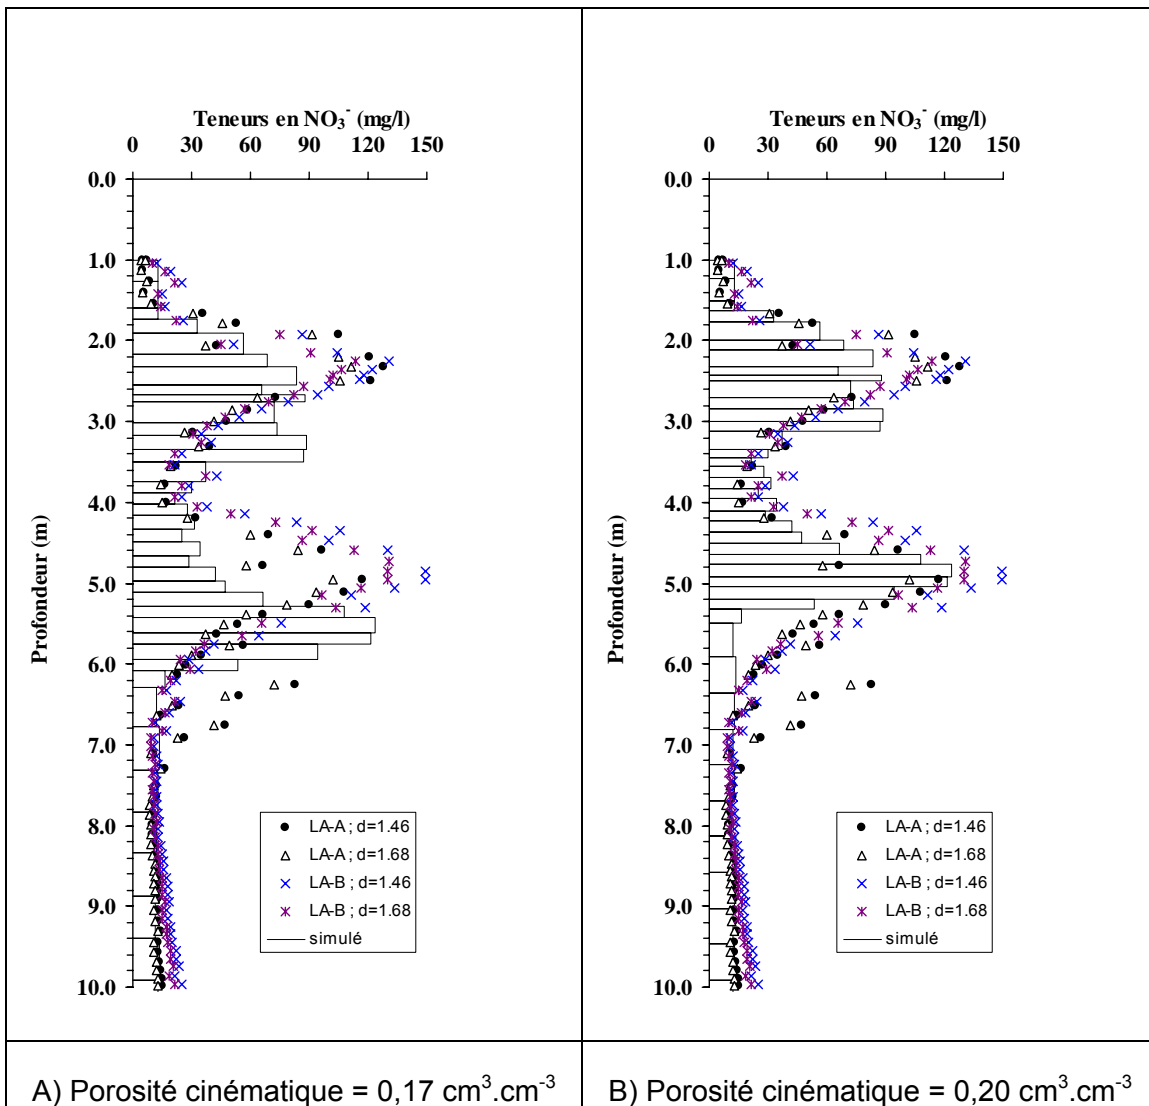 Teneurs en NO₃⁻ (mg/l)
0 30 60 90 120 150
0.0
1.0
2.0
3.0
4.0
5.0
6.0
7.0
8.0
9.0
10.0
Profondeur (m)
LA-A ; d=1.46
LA-A ; d=1.68
LA-B ; d=1.46
LA-B ; d=1.68
simulé
A) Porosité cinématique = 0,17 cm³.cm⁻³
Teneurs en NO₃⁻ (mg/l)
0 30 60 90 120 150
0.0
1.0
2.0
3.0
4.0
5.0
6.0
7.0
8.0
9.0
10.0
Profondeur (m)
LA-A ; d=1.46
LA-A ; d=1.68
LA-B ; d=1.46
LA-B ; d=1.68
simulé
B) Porosité cinématique = 0,20 cm³.cm⁻³